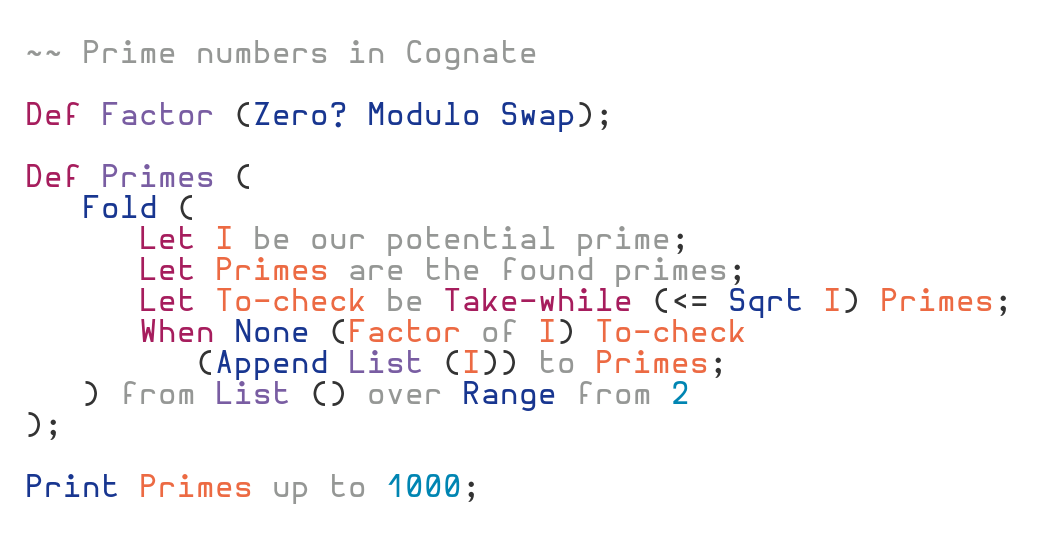 ~~ Prime numbers in Cognate
Def Factor (Zero? Modulo Swap);
Def Primes (
Fold (
Let I be our potential prime;
Let Primes are the found primes;
Let To-check be Take-while (<= Sqrt I) Primes;
When None (Factor of I) To-check
(Append List (I)) to Primes;
) from List () over Range from 2
);
Print Primes up to 1000;